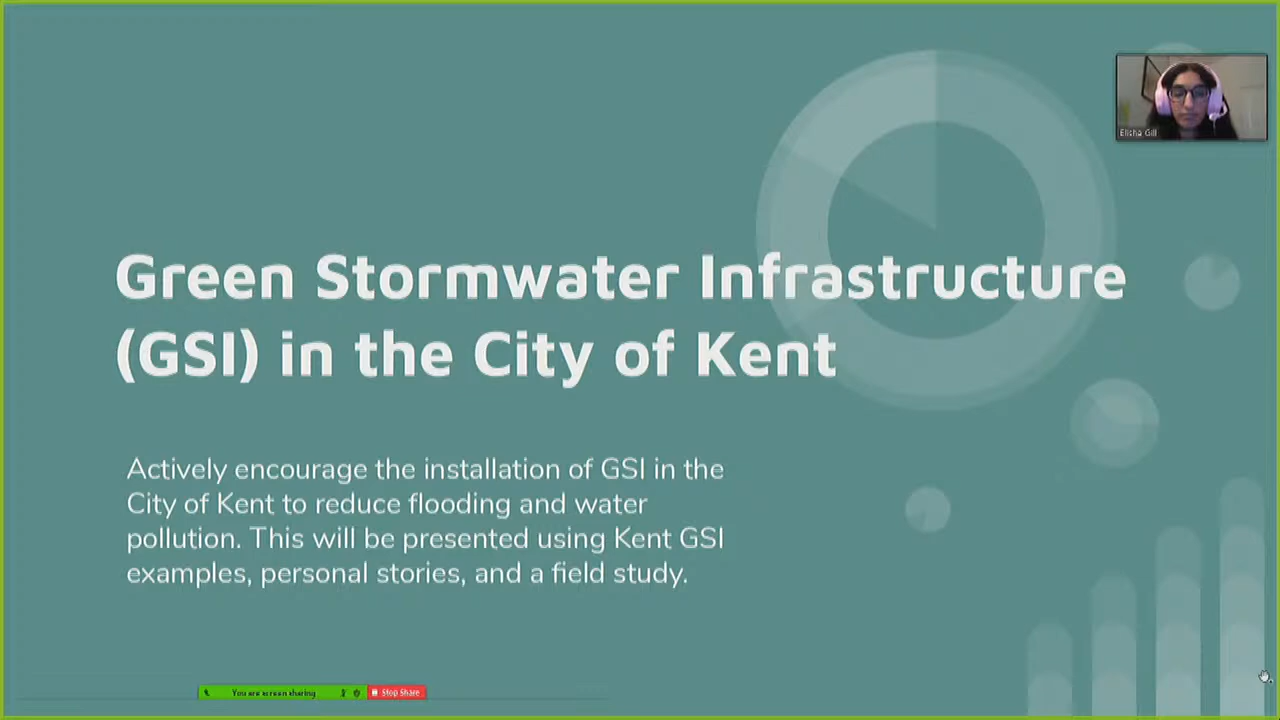 Elisha Gill
Green Stormwater Infrastructure
(GSI) in the City of Kent
Actively encourage the installation of GSI in the
City of Kent to reduce flooding and water
pollution. This will be presented using Kent GSI
examples, personal stories, and a field study.
You are screen sharing
Stop Share